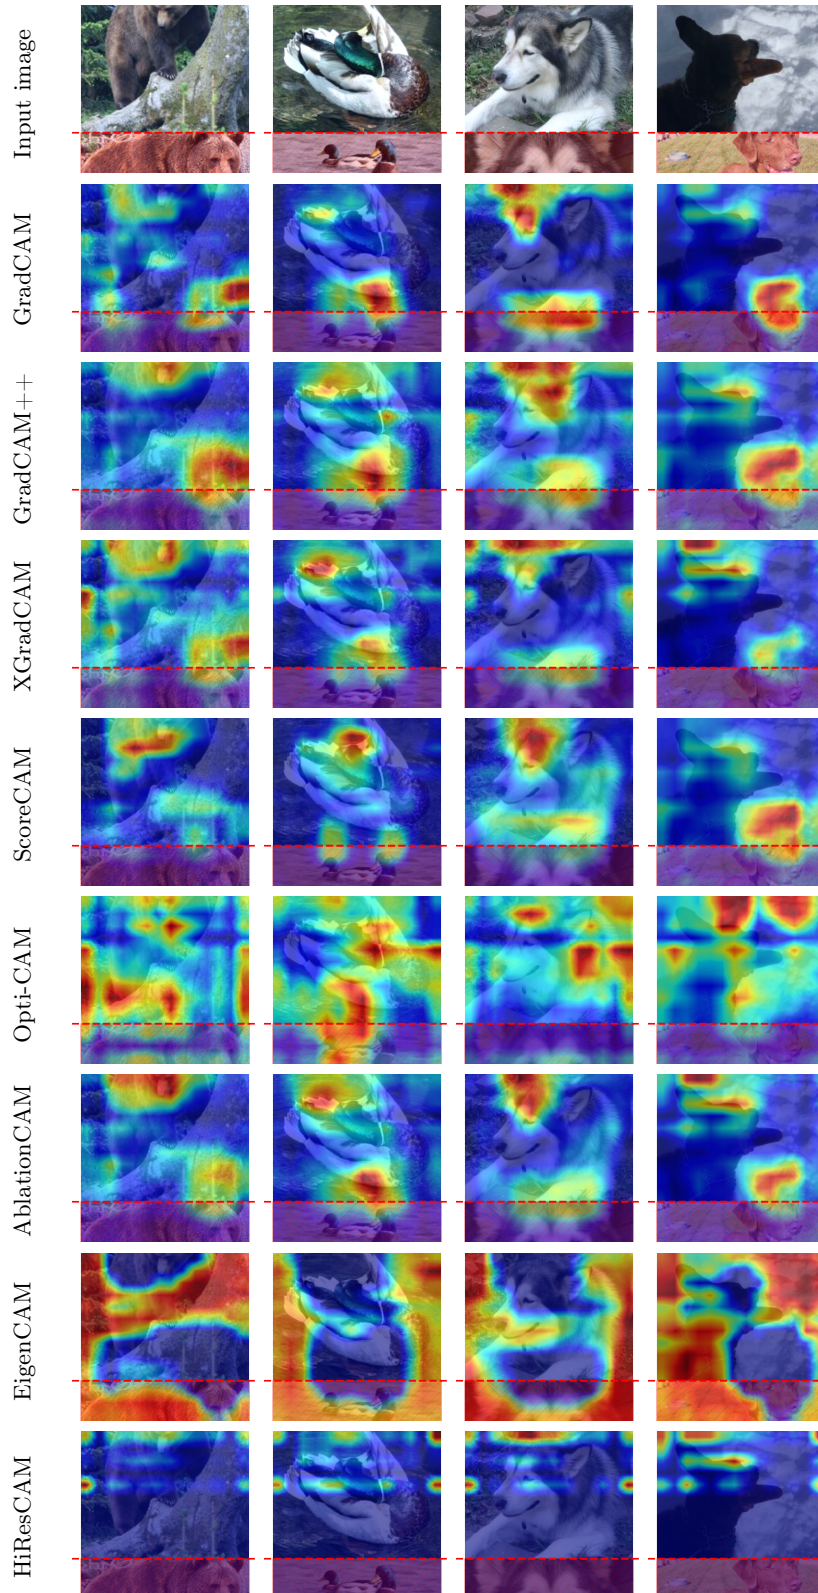 Input image
GradCAM
GradCAM++
XGradCAM
ScoreCAM
Opti-CAM
AblationCAM
EigenCAM
HiResCAM